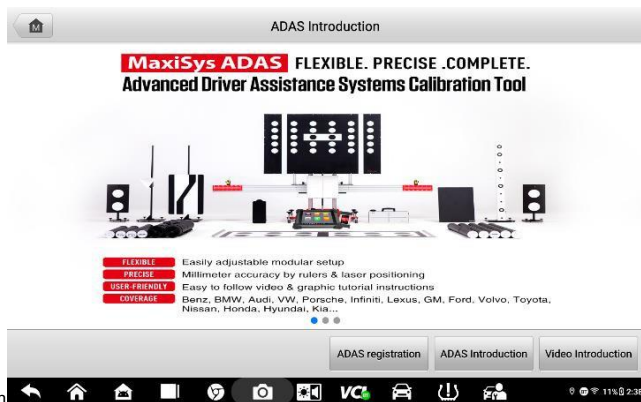 ADAS Introduction
MaxiSys ADAS FLEXIBLE. PRECISE .COMPLETE.
Advanced Driver Assistance Systems Calibration Tool
FLEXIBLE Easily adjustable modular setup
PRECISE Millimeter accuracy by rulers & laser positioning
USER-FRIENDLY Easy to follow video & graphic tutorial instructions
COVERAGE Benz, BMW, Audi, VW, Porsche, Infiniti, Lexus, GM, Ford, Volvo, Toyota,
Nissan, Honda, Hyundai, Kia...
ADAS registration ADAS Introduction Video Introduction
VCI 11% 2:38